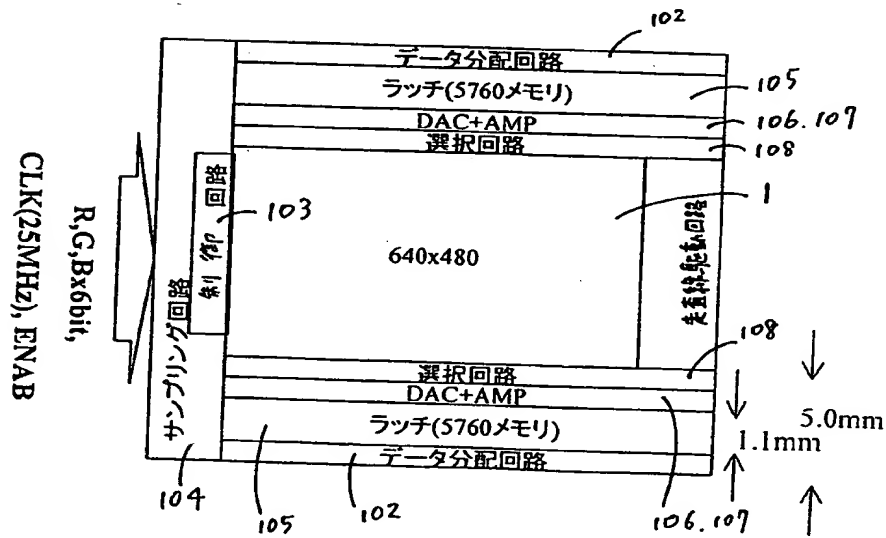 102
データ分配回路
ラッチ(5760メモリ)
105
DAC+AMP
106.107
選択回路
108
制御回路
103
1
640x480
走査線駆動回路
サンプリング回路
R,G,Bx6bit,
CLK(25MHz), ENAB
選択回路
108
DAC+AMP
ラッチ(5760メモリ)
データ分配回路
1.1mm
5.0mm
104
105
102
106.107